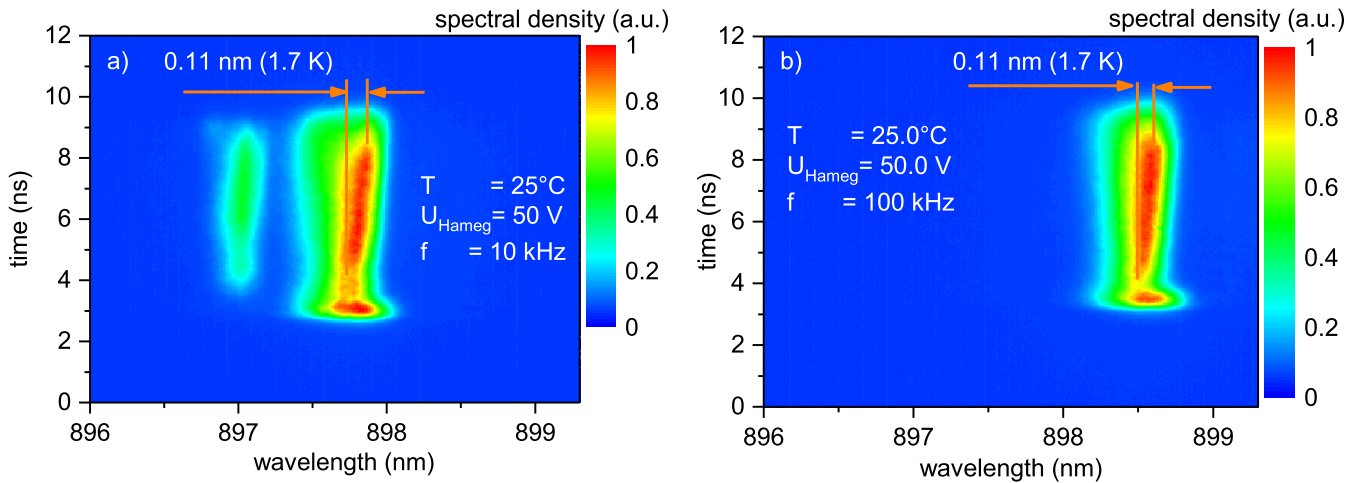 spectral density (a.u.)
a)
0.11 nm (1.7 K)
T = 25°C
U_Hameg= 50 V
f = 10 kHz
12
10
8
6
4
2
0
time (ns)
896
897
898
899
wavelength (nm)
1
0.8
0.6
0.4
0.2
0
spectral density (a.u.)
b)
0.11 nm (1.7 K)
T = 25.0°C
U_Hameg= 50.0 V
f = 100 kHz
12
10
8
6
4
2
0
time (ns)
896
897
898
899
wavelength (nm)
1
0.8
0.6
0.4
0.2
0